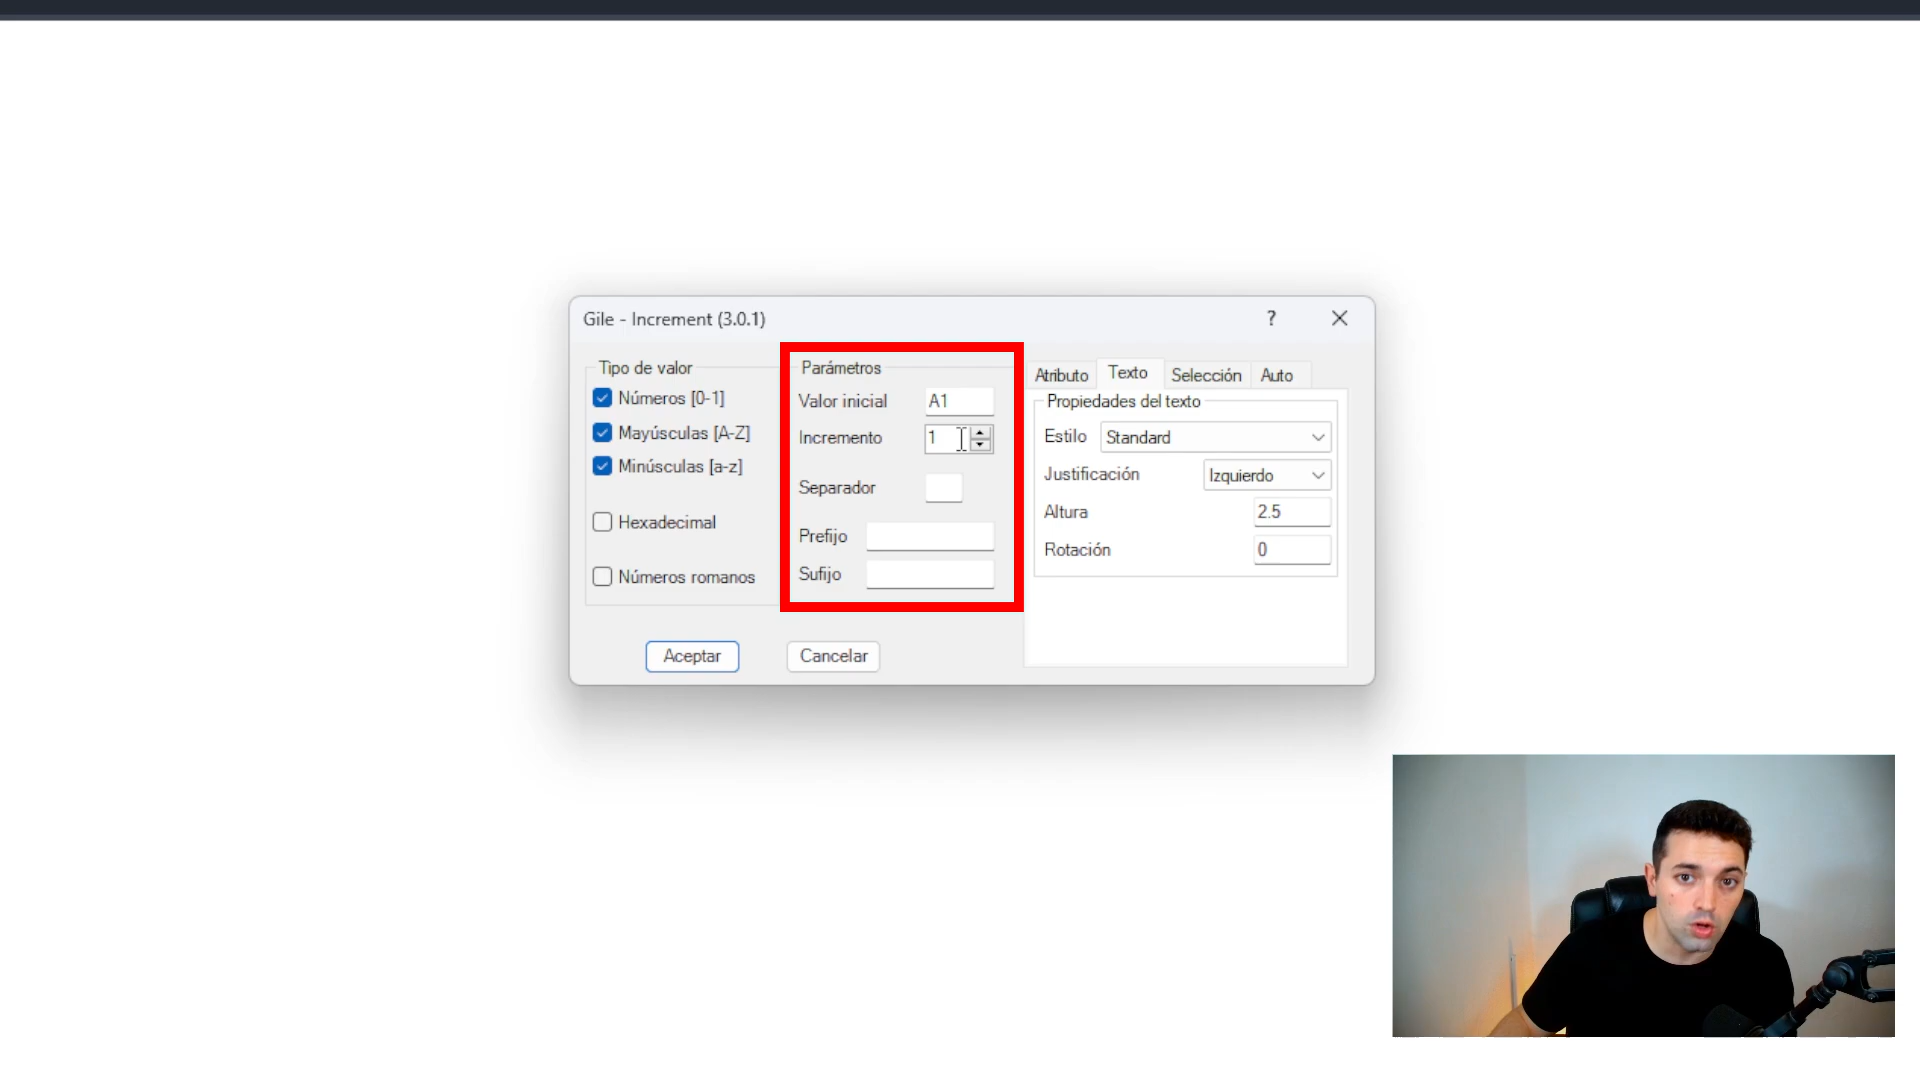 Gile - Increment (3.0.1)
?
Tipo de valor
Números [0-1]
Mayúsculas [A-Z]
Minúsculas [a-z]
Hexadecimal
Números romanos
Parámetros
Valor inicial A1
Incremento 1
Separador
Prefijo
Sufijo
Atributo Texto Selección Auto
Propiedades del texto
Estilo Standard
Justificación Izquierdo
Altura 2.5
Rotación 0
Aceptar Cancelar